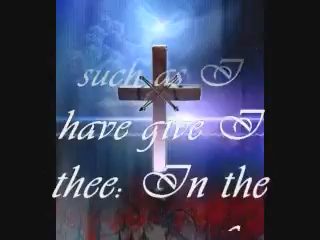 such as I
have give I
thee: In the